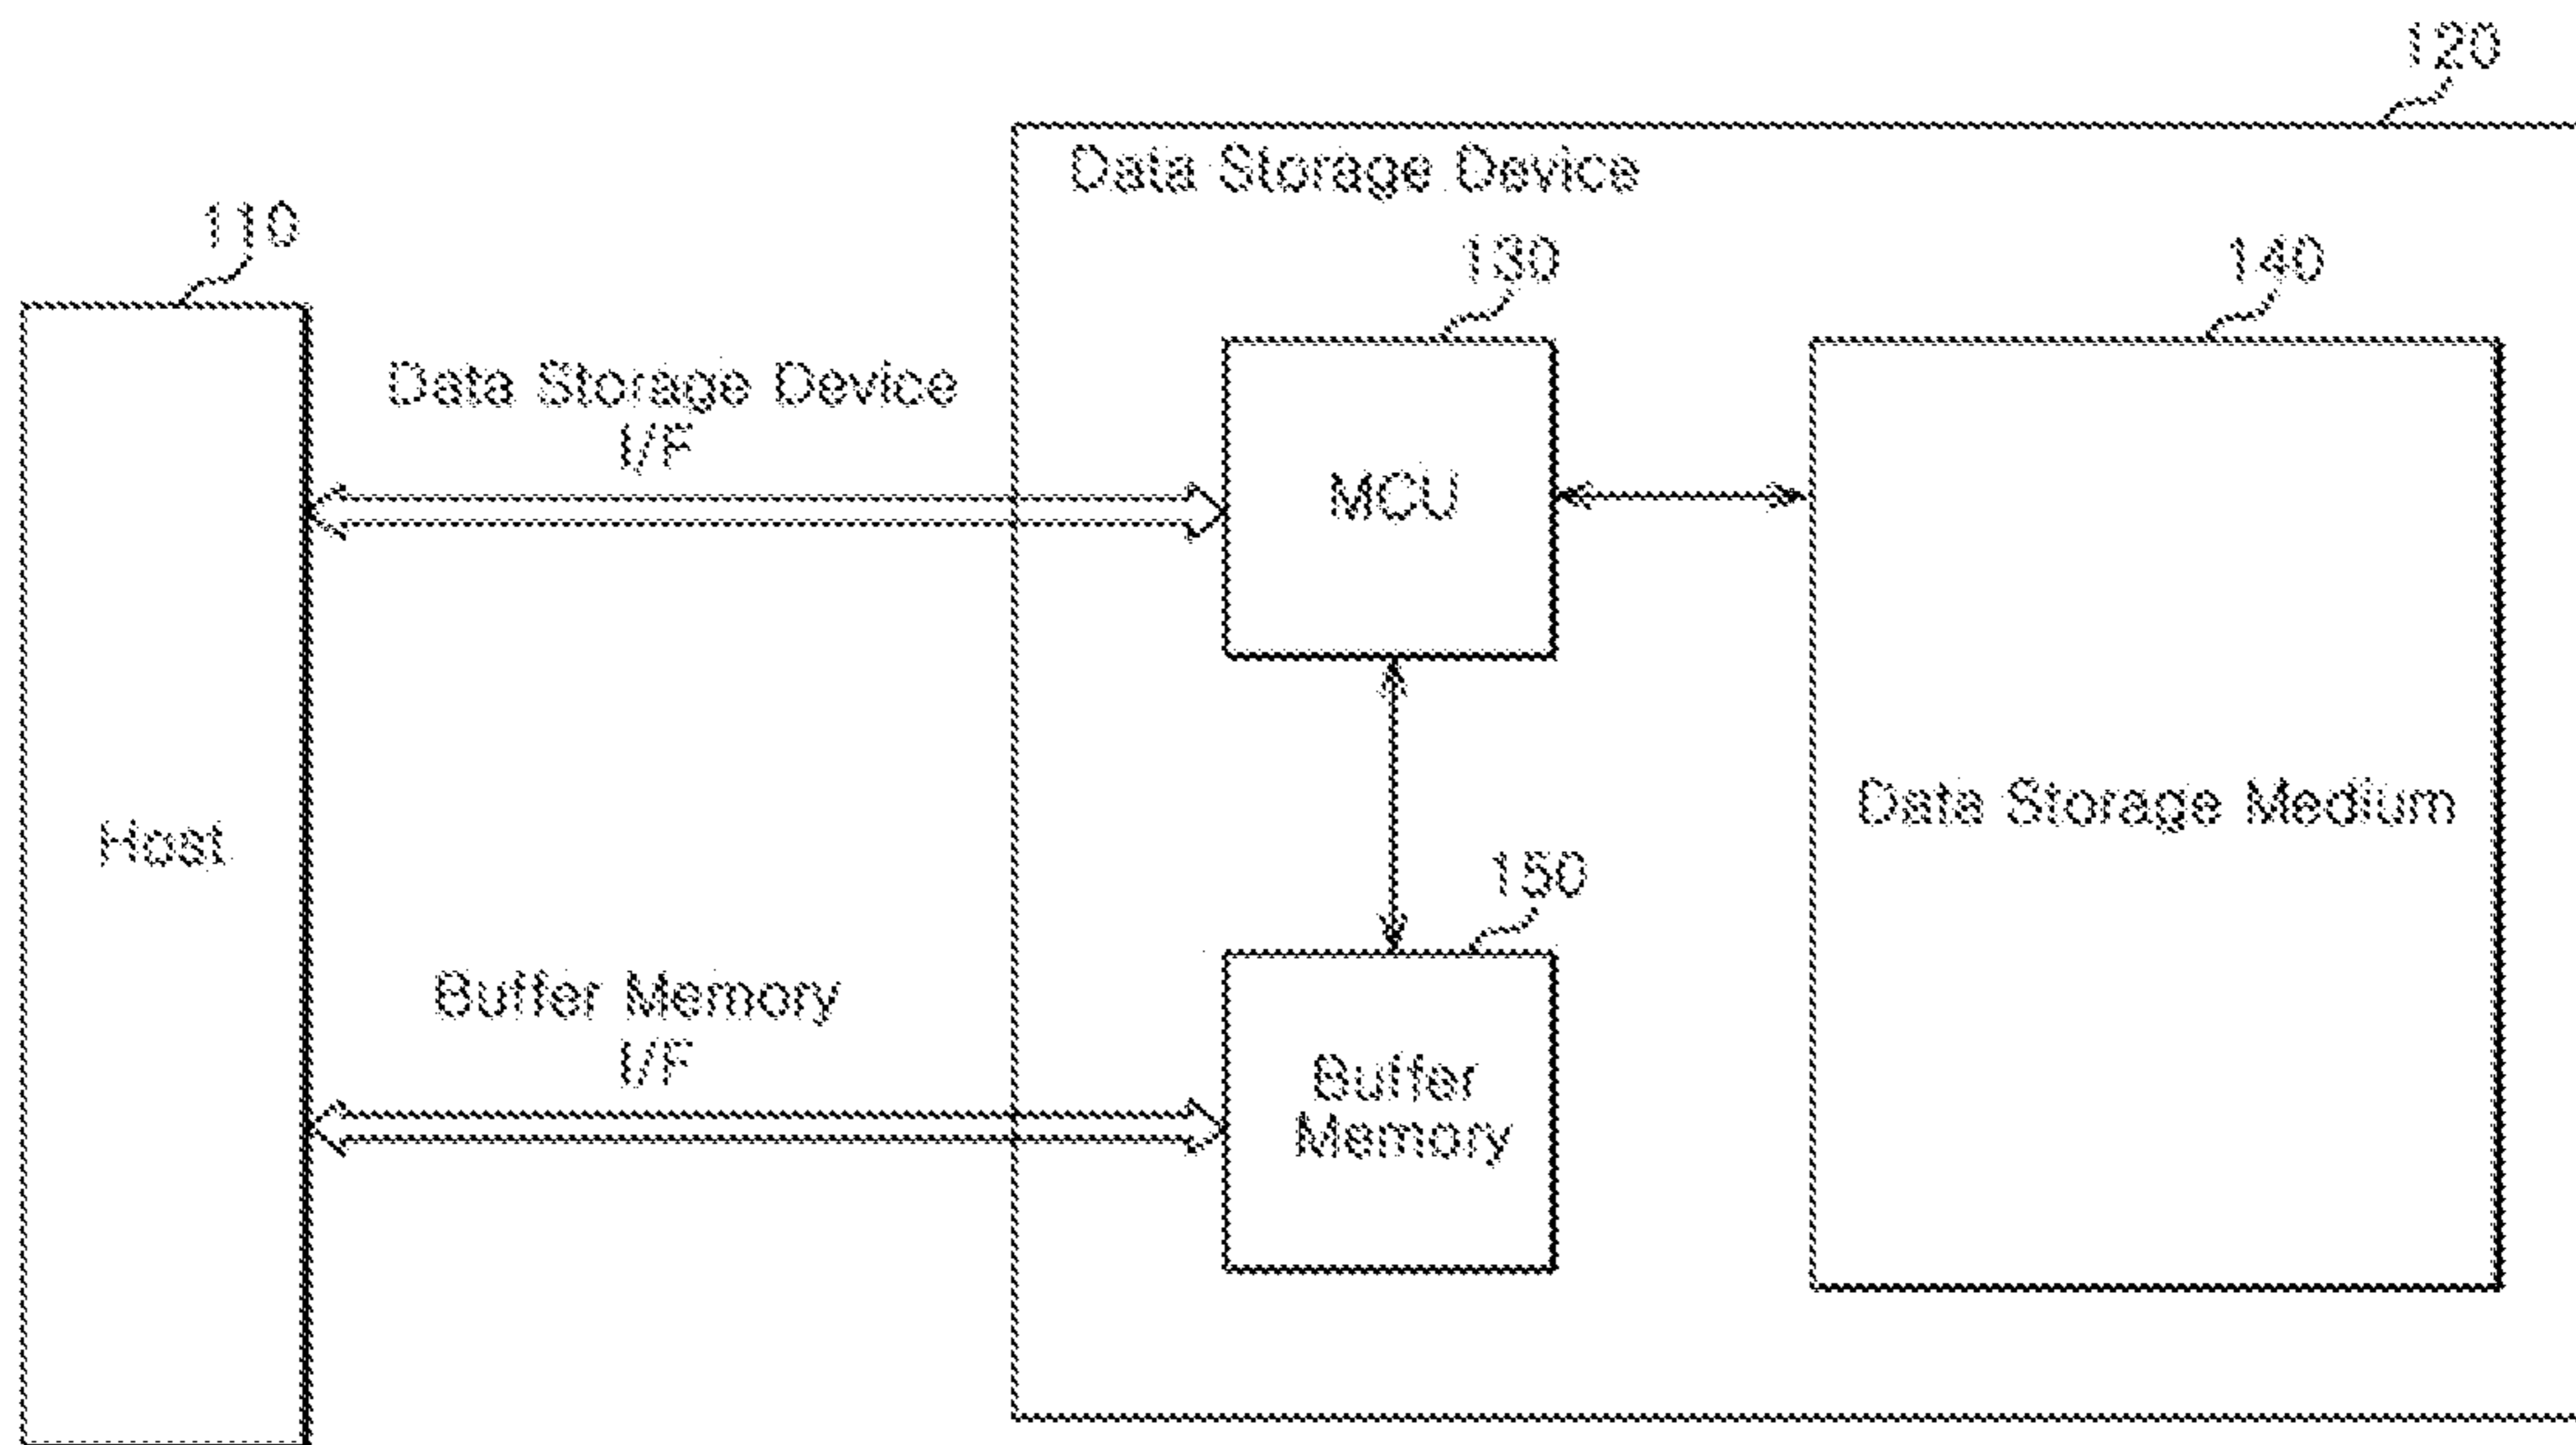 120
Data Storage Device
110
130
140
Data Storage Device
I/F
MCU
Data Storage Medium
Host
150
Buffer Memory
I/F
Buffer
Memory